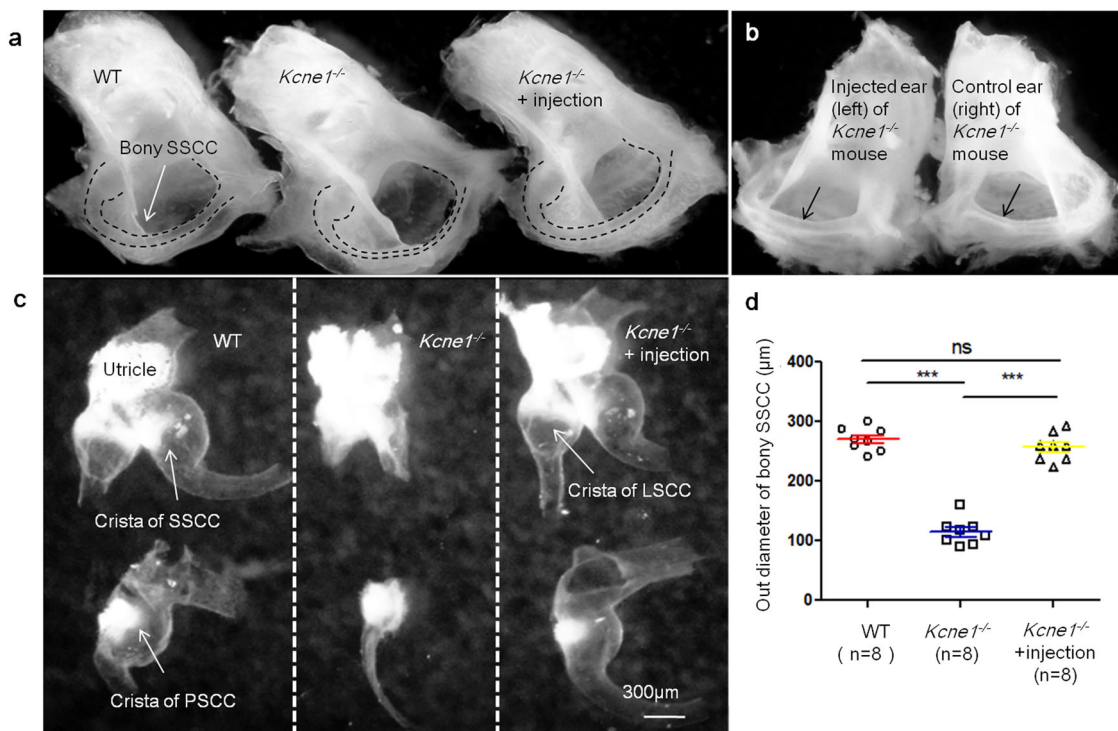 a
WT
Kcne1-/-
Kcne1-/-
+ injection
Bony SSCC
b
Injected ear
(left) of
Kcne1-/-
mouse
Control ear
(right) of
Kcne1-/-
mouse
c
WT
Utricle
Crista of SSCC
Crista of PSCC
Kcne1-/-
Kcne1-/-
+ injection
Crista of LSCC
300µm
d
Out diameter of bony SSCC (µm)
400
300
200
100
0
ns
***
***
WT
( n=8 )
Kcne1-/-
(n=8)
Kcne1-/-
+injection
(n=8)